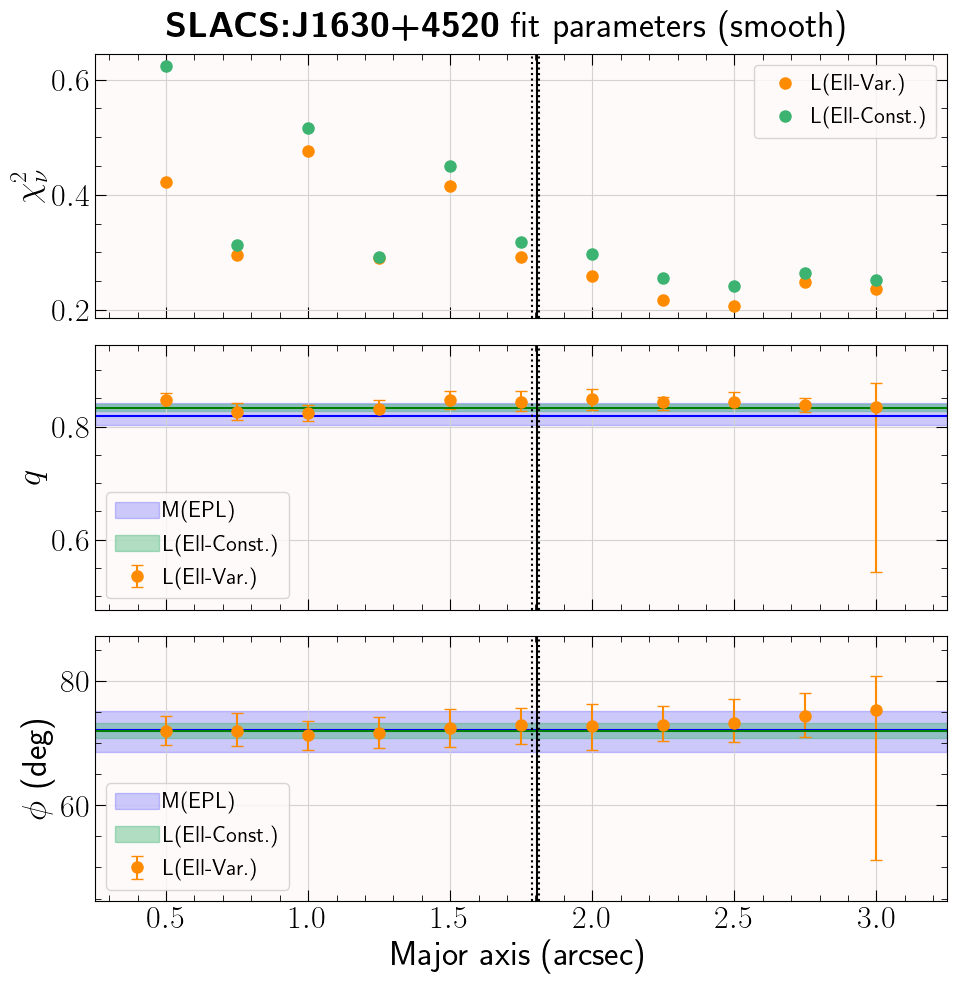 SLACS:J1630+4520 fit parameters (smooth)
0.6
0.4
0.2
χ²ν
L(Ell-Var.)
L(Ell-Const.)
0.8
0.6
q
M(EPL)
L(Ell-Const.)
L(Ell-Var.)
80
60
ϕ (deg)
M(EPL)
L(Ell-Const.)
L(Ell-Var.)
0.5 1.0 1.5 2.0 2.5 3.0
Major axis (arcsec)